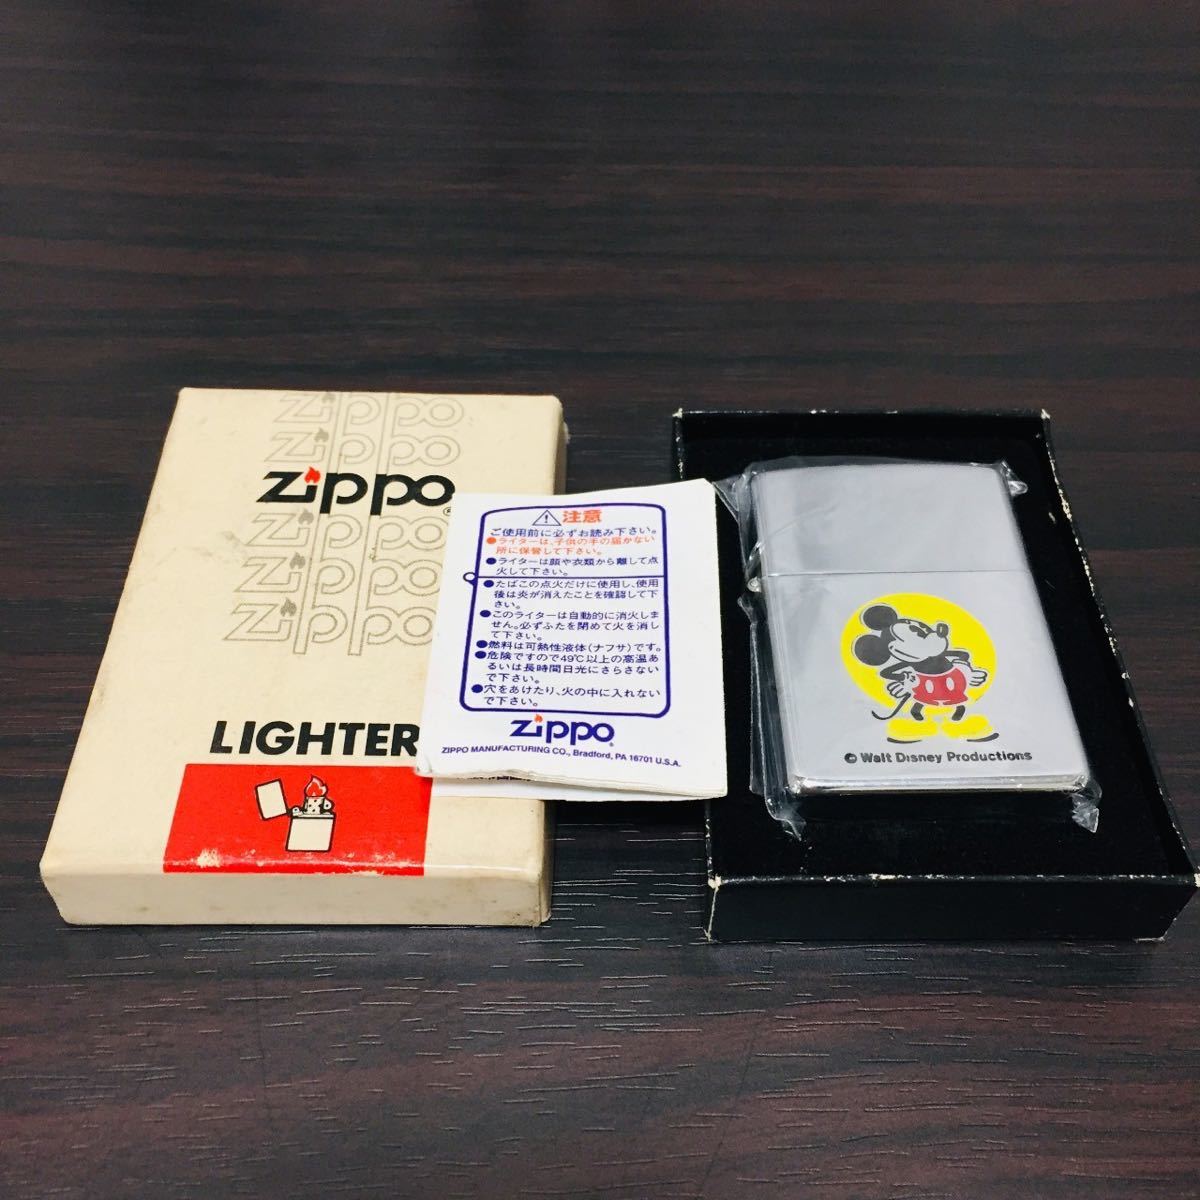 Zippo
Zippo
Zippo
Zippo
Zippo
Zippo
LIGHTER
注意
ご使用前に必ずお読み下さい。
●ライターは、子供の手の届かない
所に保管して下さい。
●ライターは顔や衣類から離して点
火して下さい。
●たばこの点火だけに使用し、使用
後は炎が消えたことを確認して下
さい。
●このライターは自動的に消火しま
せん。必ずふたを閉めて火を消し
て下さい。
●燃料は可熱性液体(ナフサ)です。
●危険ですので49℃以上の高温あ
るいは長時間日光にさらさない
で下さい。
●穴をあけたり、火の中に入れない
で下さい。
Zippo®
ZIPPO MANUFACTURING CO., Bradford, PA 16701 U.S.A.
© Walt Disney Productions